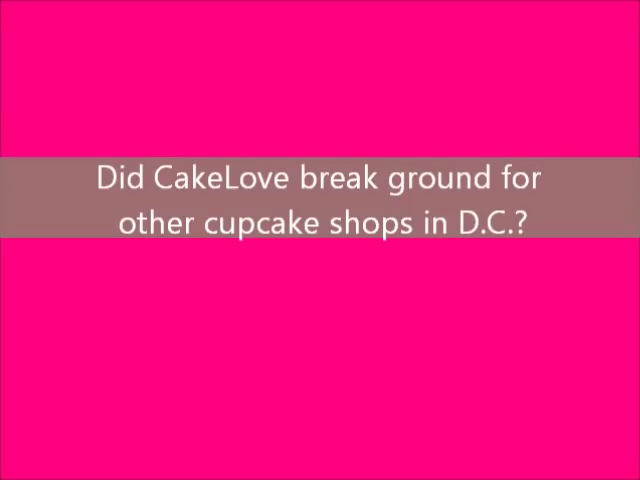 Did CakeLove break ground for
other cupcake shops in D.C.?